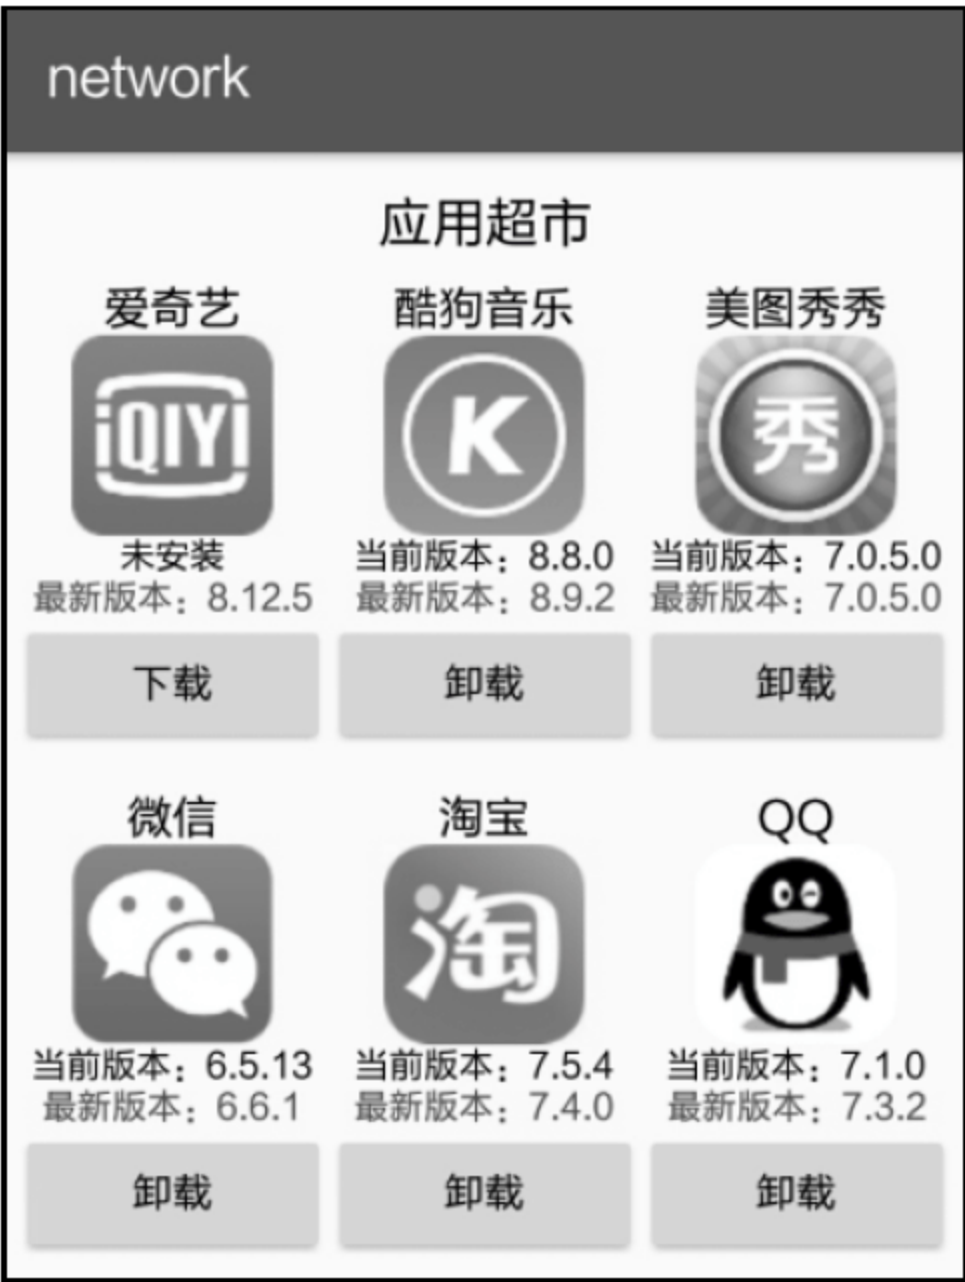 network
应用超市
爱奇艺 酷狗音乐 美图秀秀
iQIYI K 秀
未安装 当前版本：8.8.0 当前版本：7.0.5.0
最新版本：8.12.5 最新版本：8.9.2 最新版本：7.0.5.0
下载 卸载 卸载
微信 淘宝 QQ
淘
当前版本：6.5.13 当前版本：7.5.4 当前版本：7.1.0
最新版本：6.6.1 最新版本：7.4.0 最新版本：7.3.2
卸载 卸载 卸载